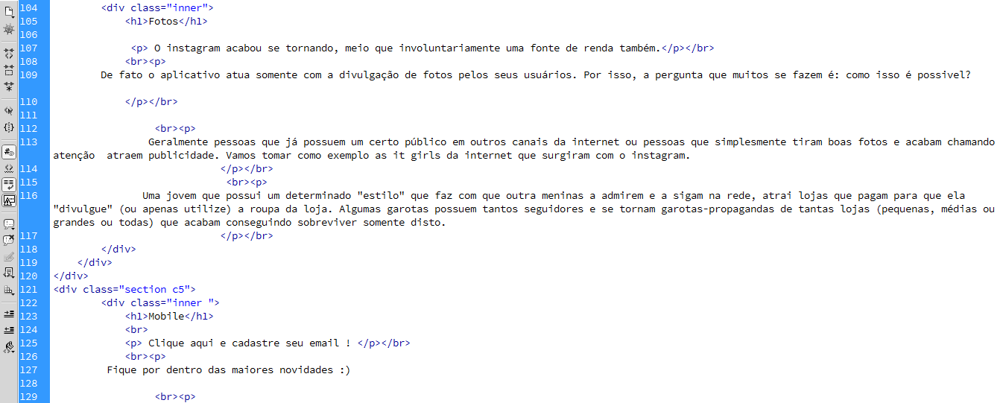 104 <div class="inner">
105 <h1>Fotos</h1>
106
107 <p> O instagram acabou se tornando, meio que involuntariamente uma fonte de renda também.</p></br>
108 <br><p>
109 De fato o aplicativo atua somente com a divulgação de fotos pelos seus usuários. Por isso, a pergunta que muitos se fazem é: como isso é possivel?
110 </p></br>
111
112 <br><p>
113 Geralmente pessoas que já possuem um certo público em outros canais da internet ou pessoas que simplesmente tiram boas fotos e acabam chamando
atenção  atraem publicidade. Vamos tomar como exemplo as it girls da internet que surgiram com o instagram.
114 </p></br>
115 <br><p>
116 Uma jovem que possui um determinado "estilo" que faz com que outra meninas a admirem e a sigam na rede, atrai lojas que pagam para que ela
"divulgue" (ou apenas utilize) a roupa da loja. Algumas garotas possuem tantos seguidores e se tornam garotas-propagandas de tantas lojas (pequenas, médias ou
grandes ou todas) que acabam conseguindo sobreviver somente disto.
117 </p></br>
118 </div>
119 </div>
120 </div>
121 <div class="section c5">
122 <div class="inner ">
123 <h1>Mobile</h1>
124 <br>
125 <p> Clique aqui e cadastre seu email ! </p></br>
126 <br><p>
127 Fique por dentro das maiores novidades :)
128
129 <br><p>